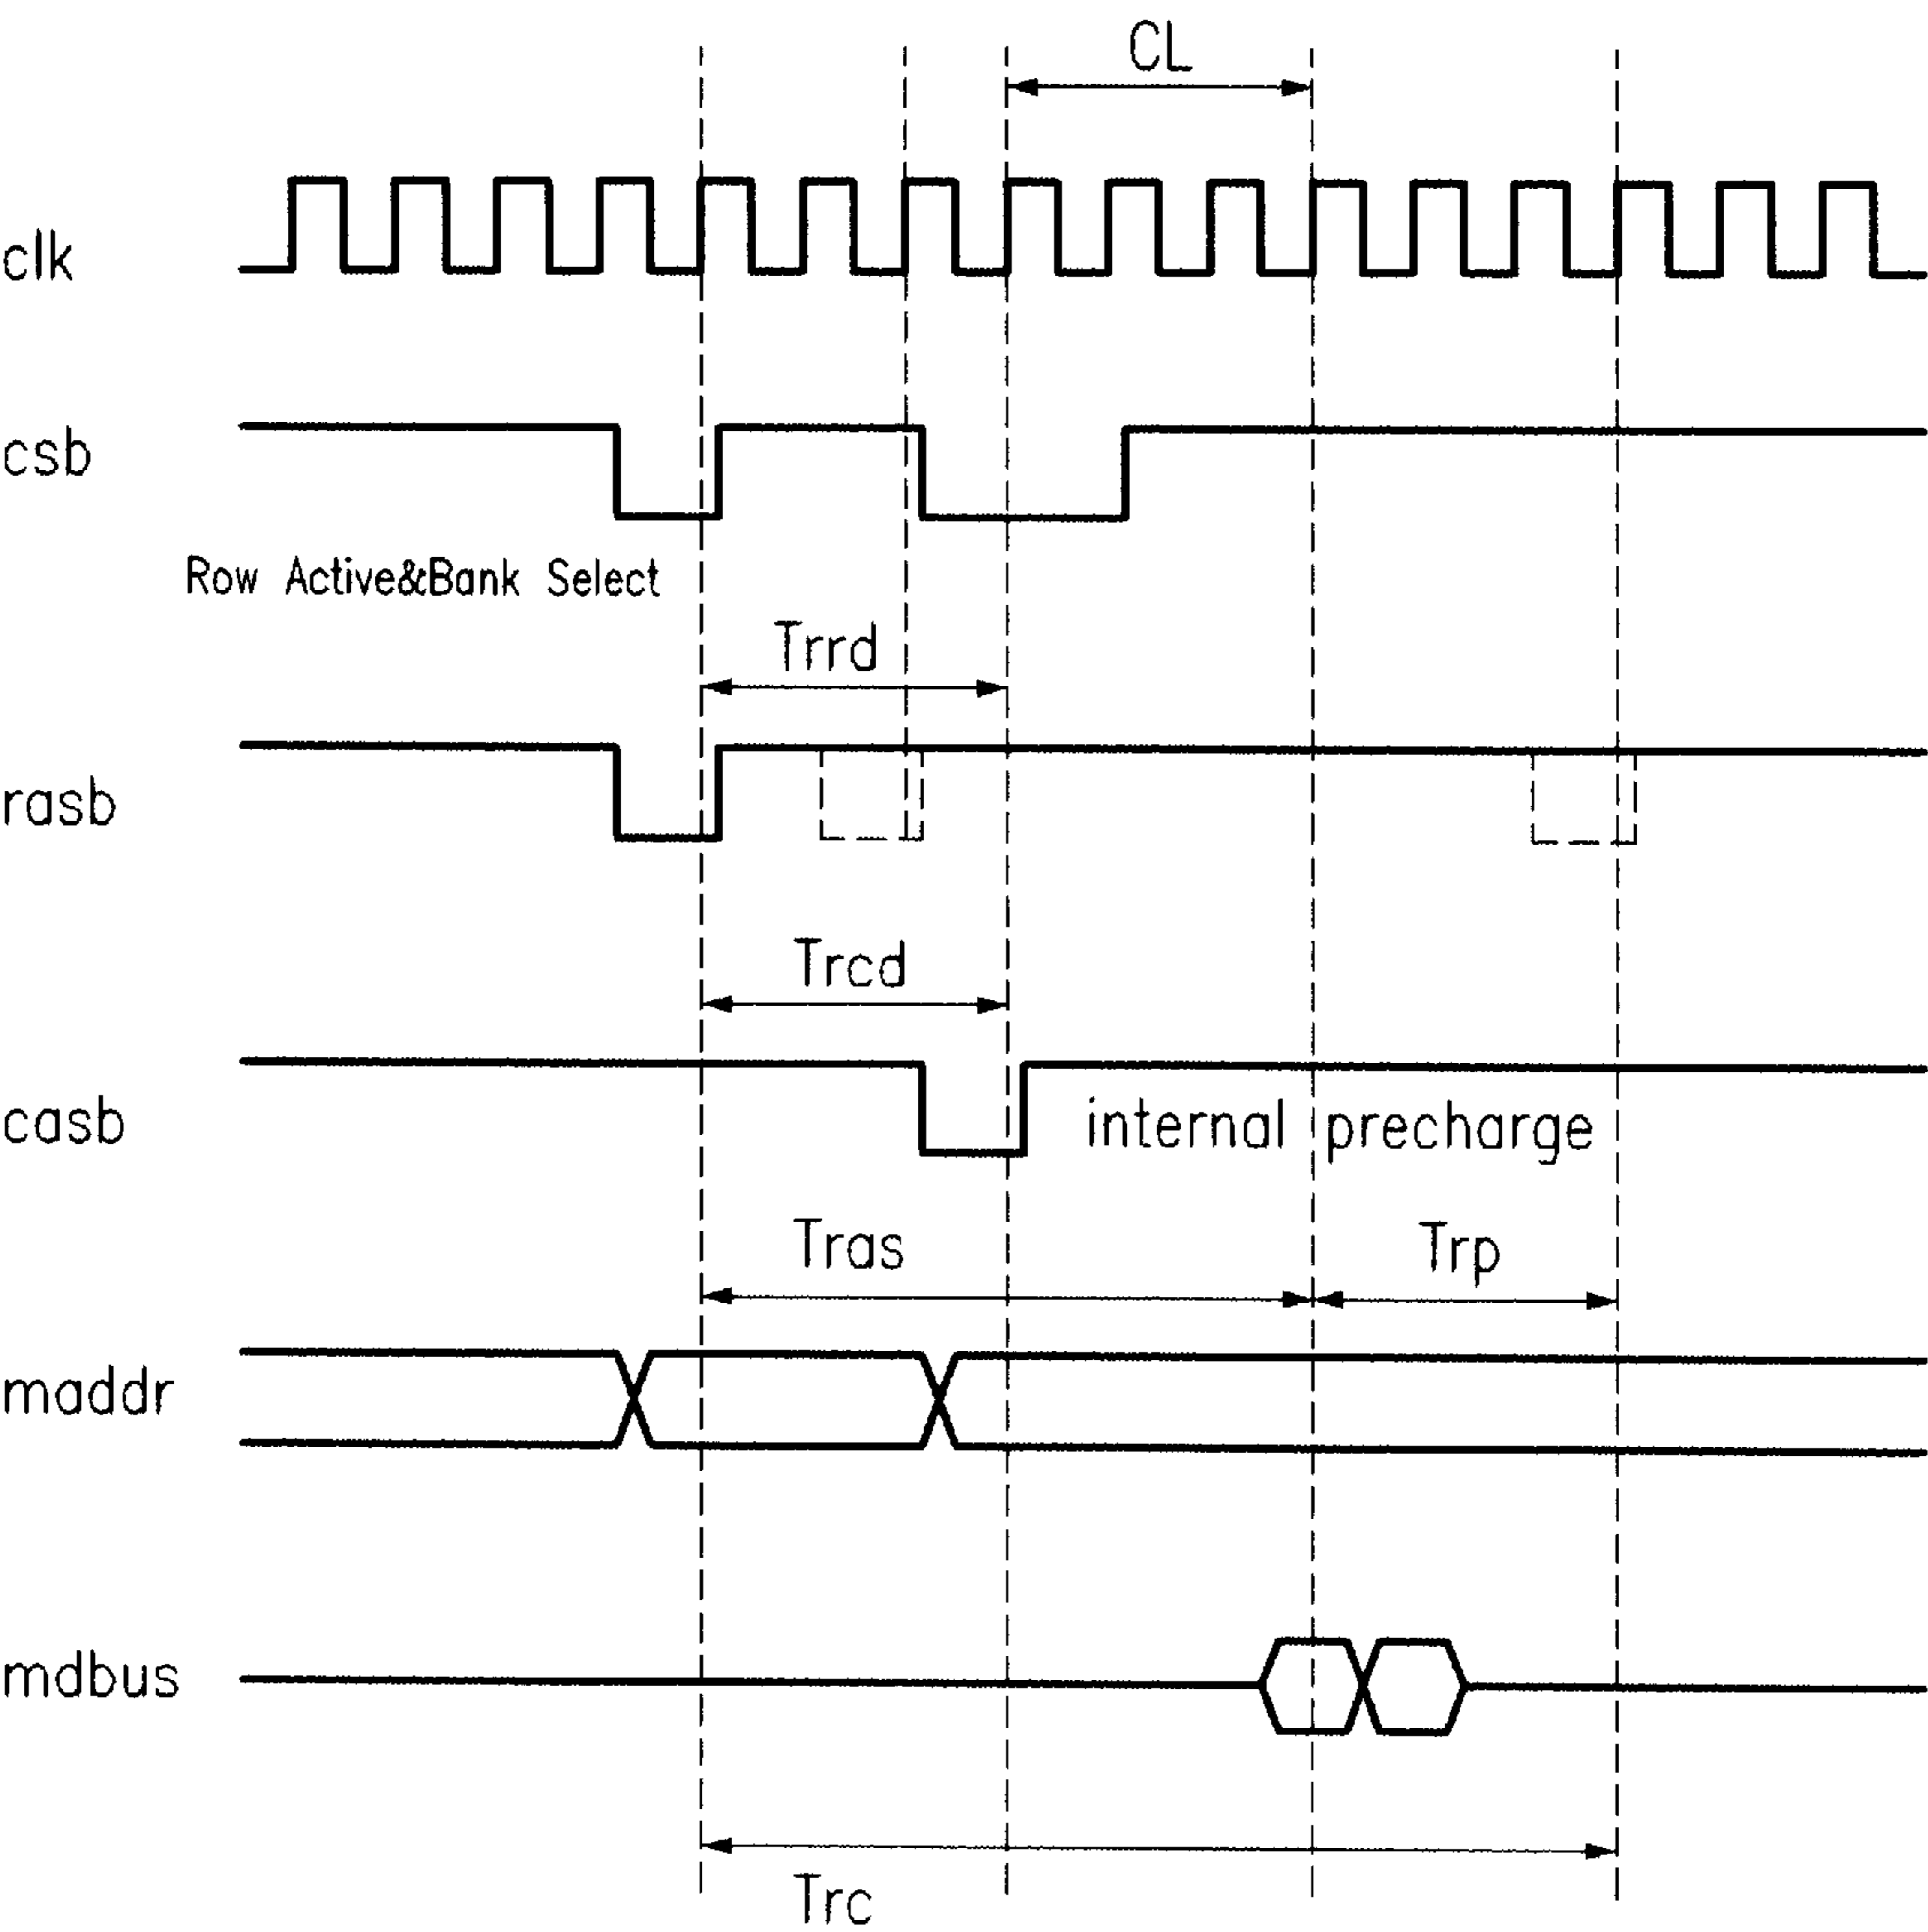 CL
clk
csb
Row Active&Bank Select
Trrd
rasb
Trcd
casb
internal precharge
Tras
Trp
maddr
mdbus
Trc